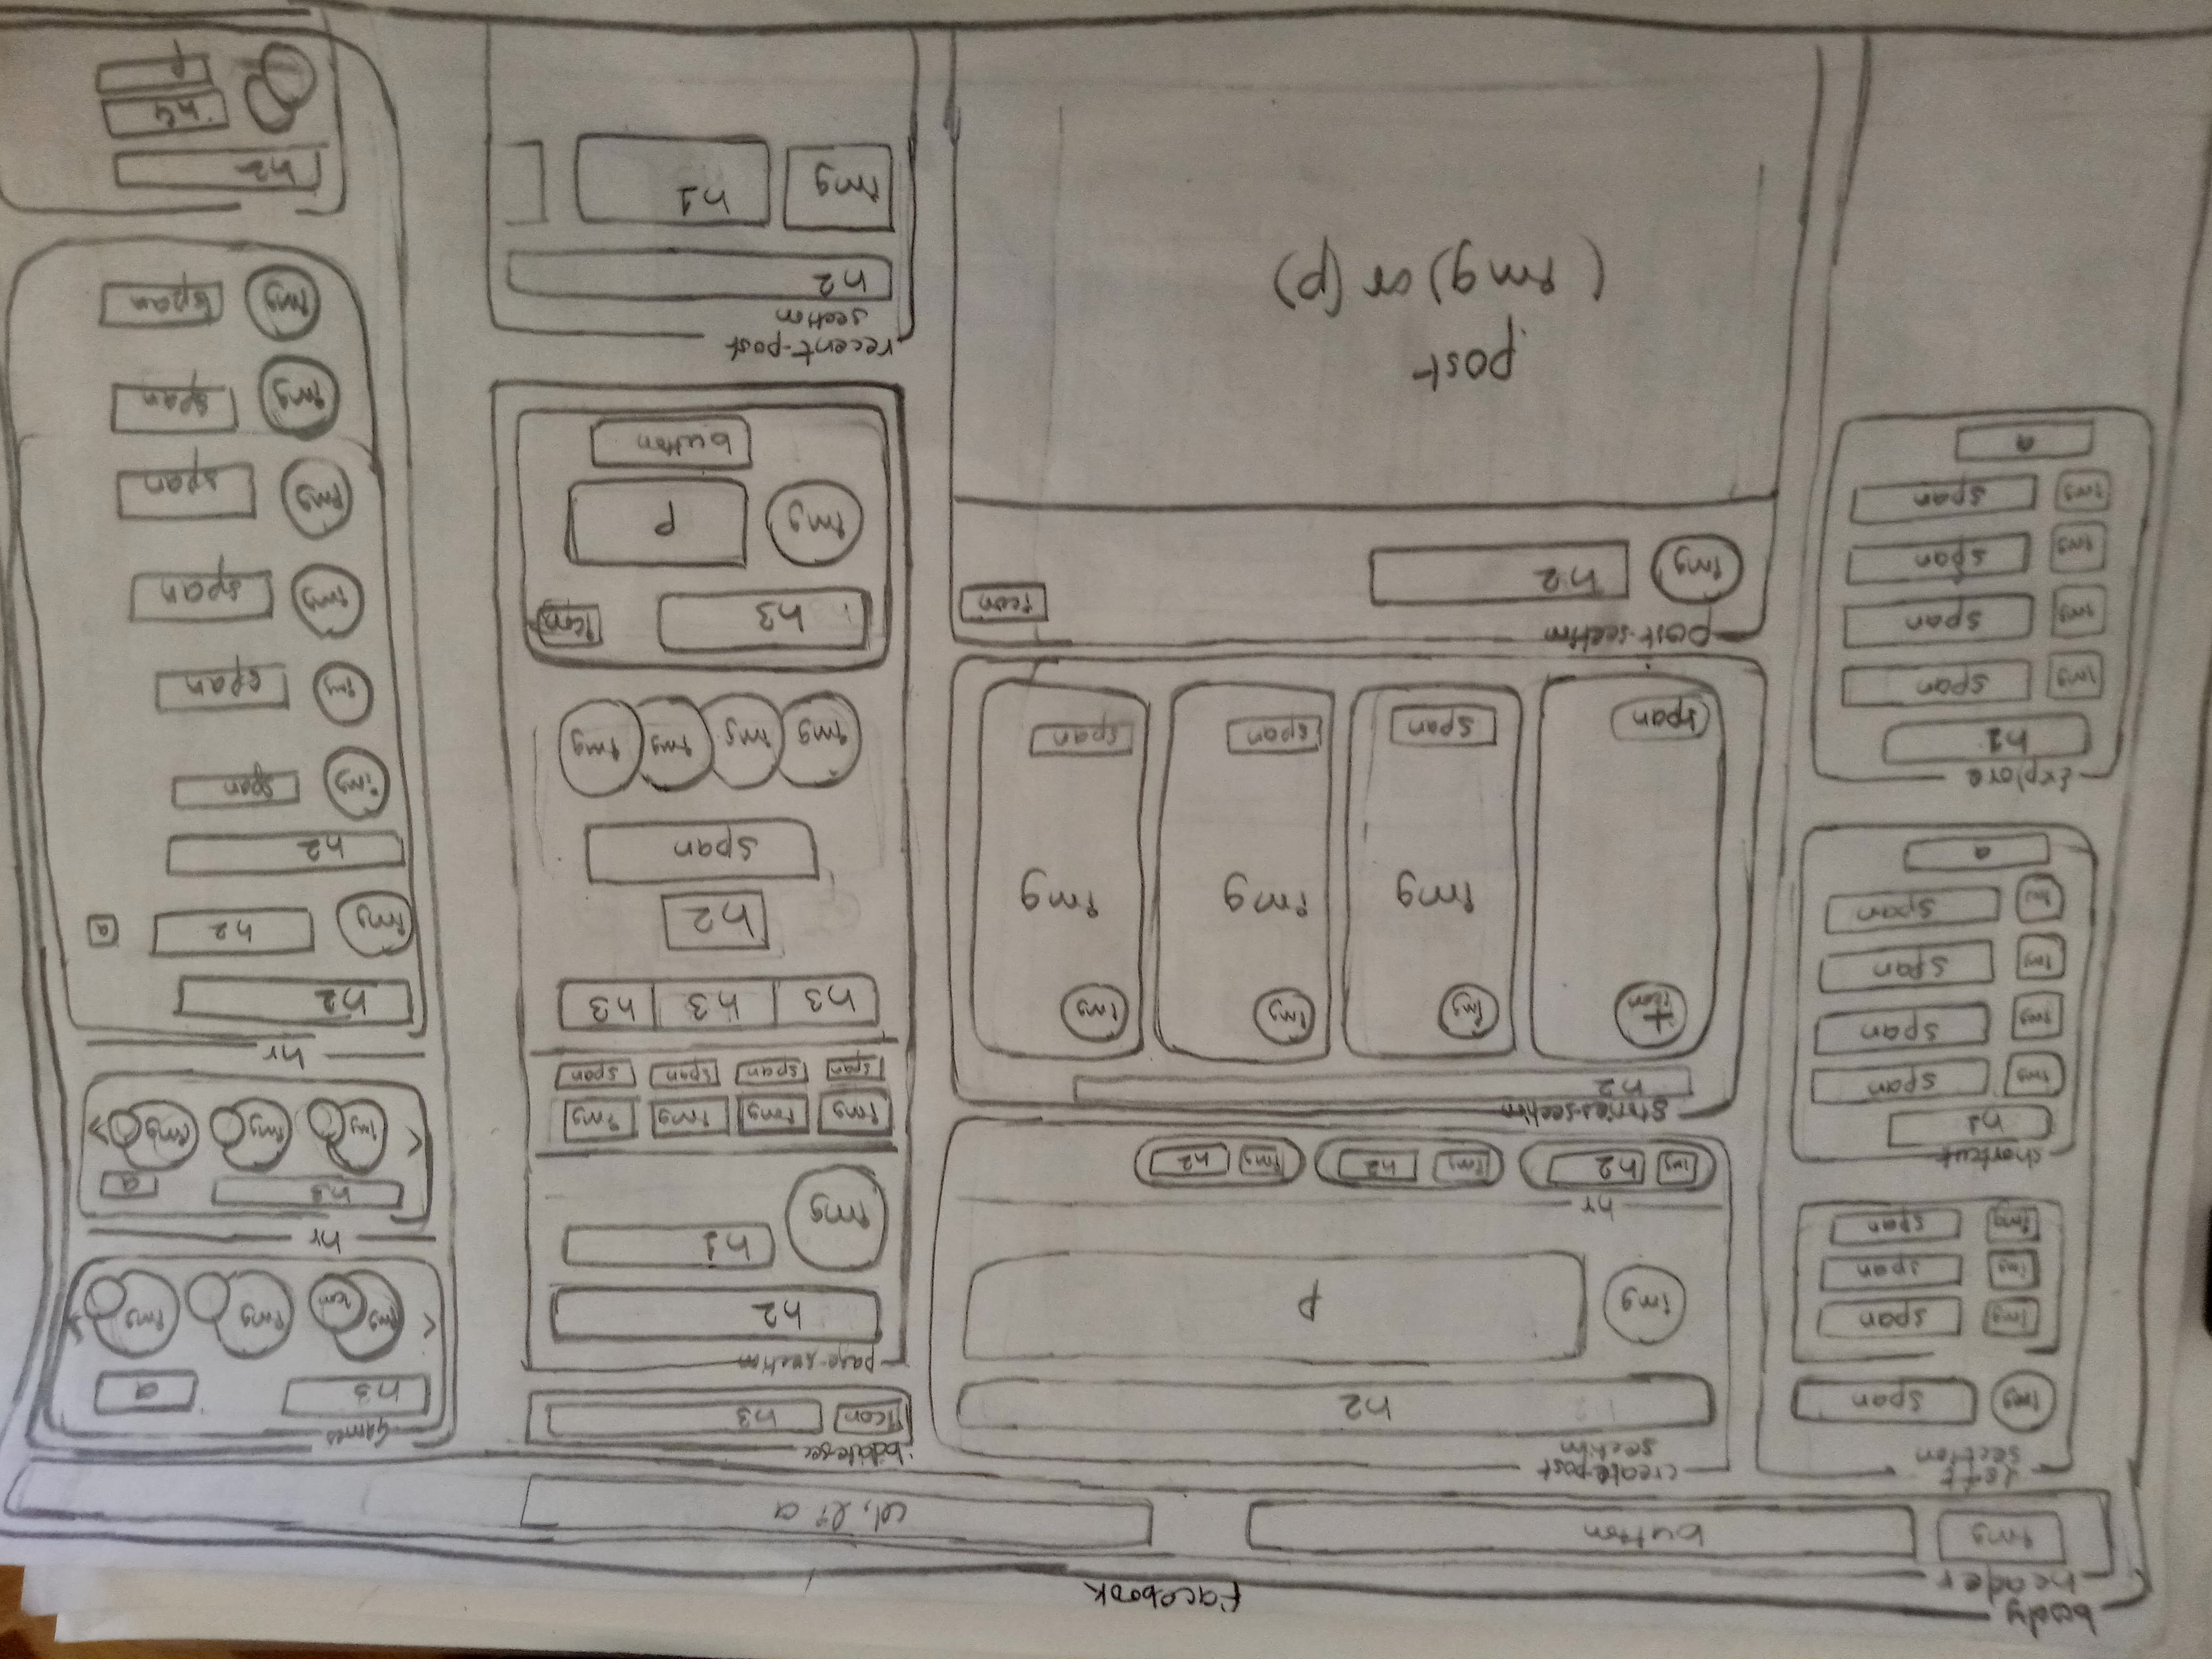 facebook
body
header
img
button
ul, li a
left
section
img span
img span
img span
img span
shortcut
h1
img span
img span
img span
span
a
Explore
h1
img span
img span
img span
img span
a
create-post
section
h2
img p
hr
img h2 img h2 img h2
stories-section
h2
+ icon img img img
img img img
span span span span
post-section
img h2 icon
post
(img) or (p)
icon h3
page-section
h2
img h1
img img img img
span span span span
h3 h3 h3
h2
span
img img img img
h3 icon
img p
button
recent-post
section
h2
img h1
Games
h3 a
< img icon img img >
hr
h3 a
< img img img >
hr
h2
img h2 a
h2
img span
img span
img span
img span
img span
img span
h2
h4
p